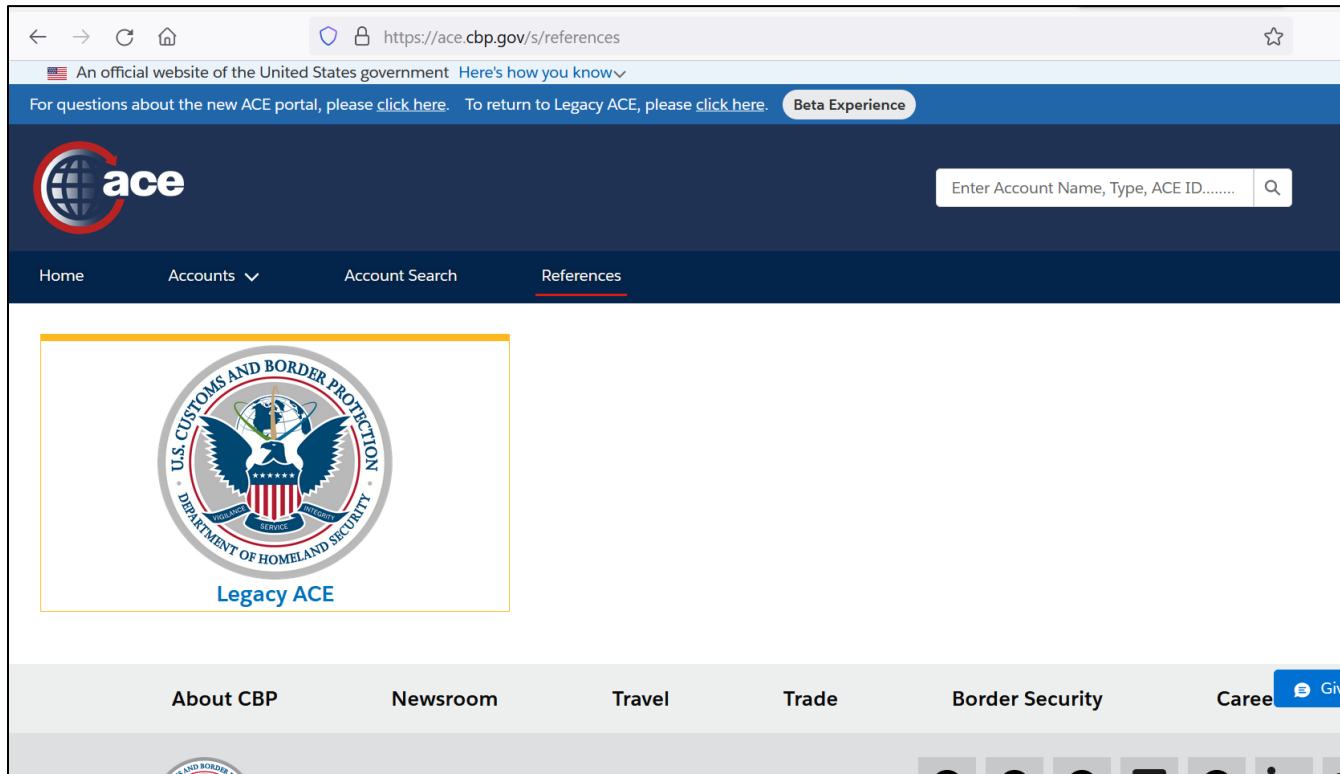 https://ace.cbp.gov/s/references
An official website of the United States government Here's how you know
For questions about the new ACE portal, please click here. To return to Legacy ACE, please click here. Beta Experience
ace
Enter Account Name, Type, ACE ID........
Home Accounts Account Search References
U.S. CUSTOMS AND BORDER PROTECTION
VIGILANCE SERVICE INTEGRITY
DEPARTMENT OF HOMELAND SECURITY
Legacy ACE
About CBP Newsroom Travel Trade Border Security